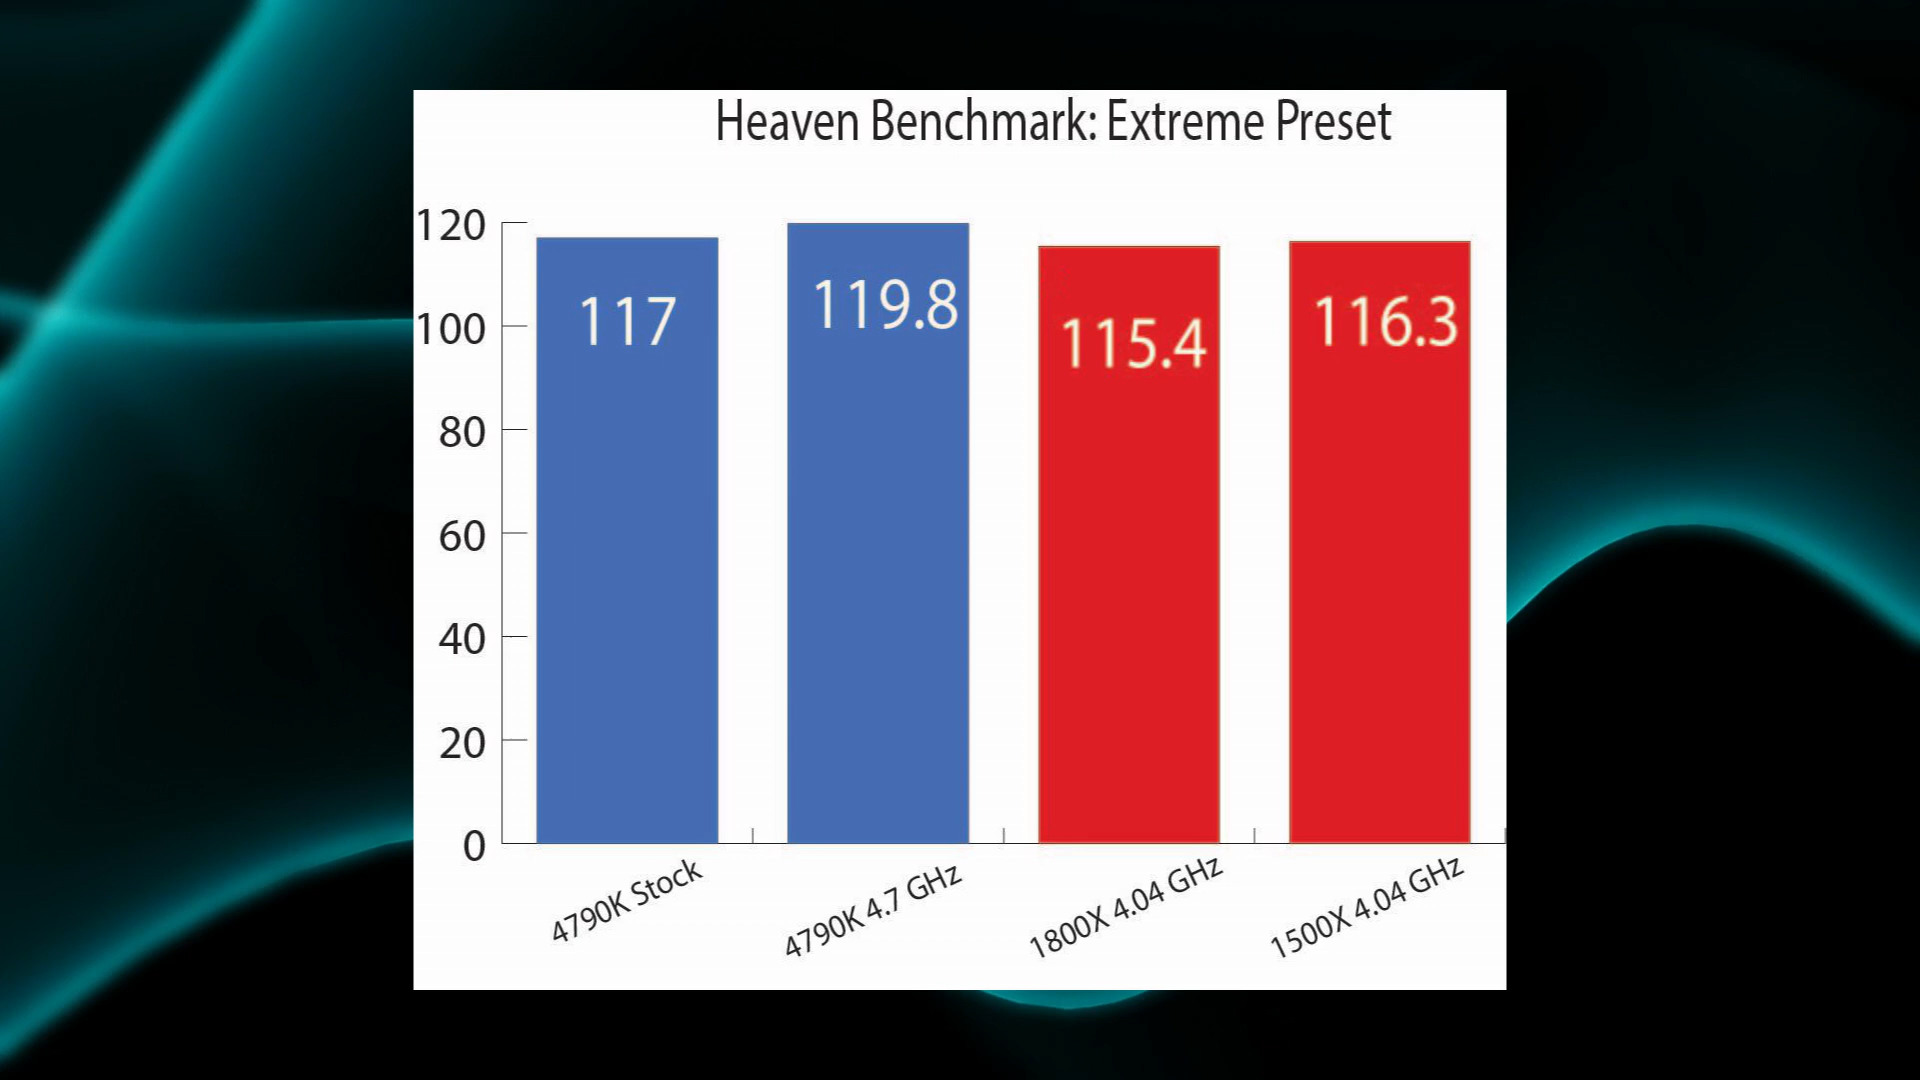 Heaven Benchmark: Extreme Preset
120
100
80
60
40
20
0
117
119.8
115.4
116.3
4790K Stock
4790K 4.7 GHz
1800X 4.04 GHz
1500X 4.04 GHz